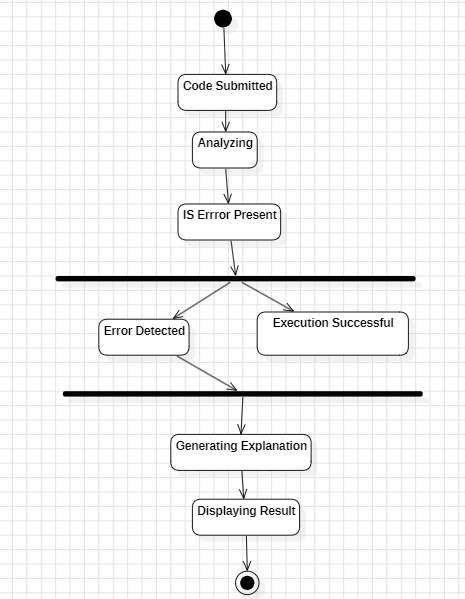 Code Submitted
Analyzing
IS Errror Present
Error Detected
Execution Successful
Generating Explanation
Displaying Result